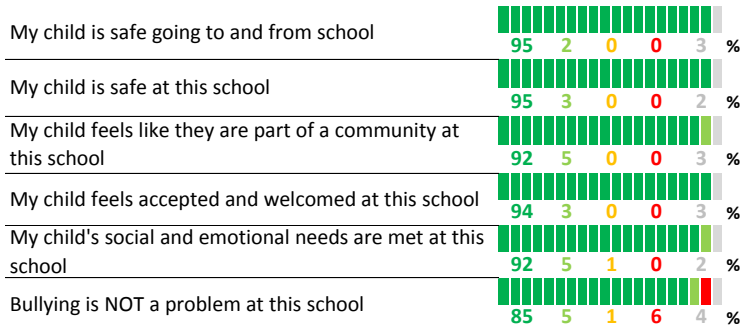 My child is safe going to and from school
95 2 0 0 3 %
My child is safe at this school
95 3 0 0 2 %
My child feels like they are part of a community at
this school
92 5 0 0 3 %
My child feels accepted and welcomed at this school
94 3 0 0 3 %
My child's social and emotional needs are met at this
school
92 5 1 0 2 %
Bullying is NOT a problem at this school
85 5 1 6 4 %